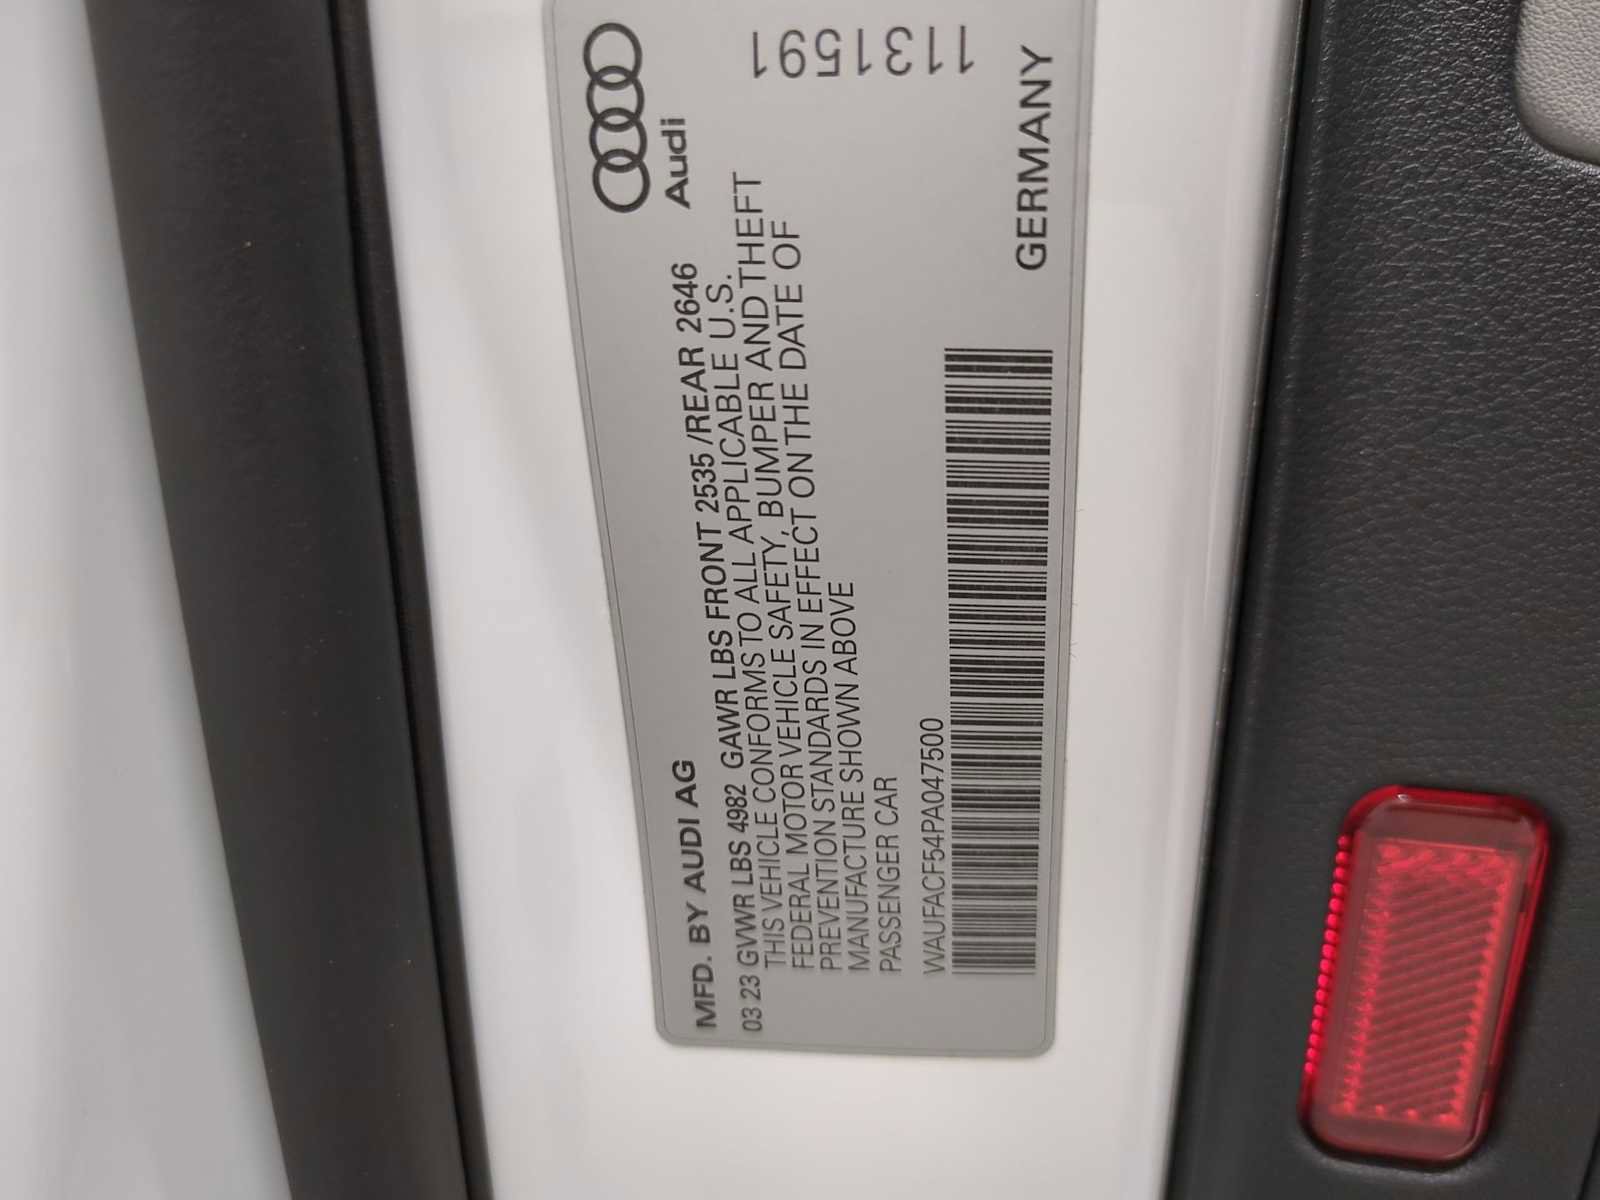 Audi
MFD. BY AUDI AG
03 23 GVWR LBS 4982 GAWR LBS FRONT 2535 /REAR 2646
THIS VEHICLE CONFORMS TO ALL APPLICABLE U.S.
FEDERAL MOTOR VEHICLE SAFETY, BUMPER AND THEFT
PREVENTION STANDARDS IN EFFECT ON THE DATE OF
MANUFACTURE SHOWN ABOVE
PASSENGER CAR
WAUFACF54PA047500
GERMANY
1131591